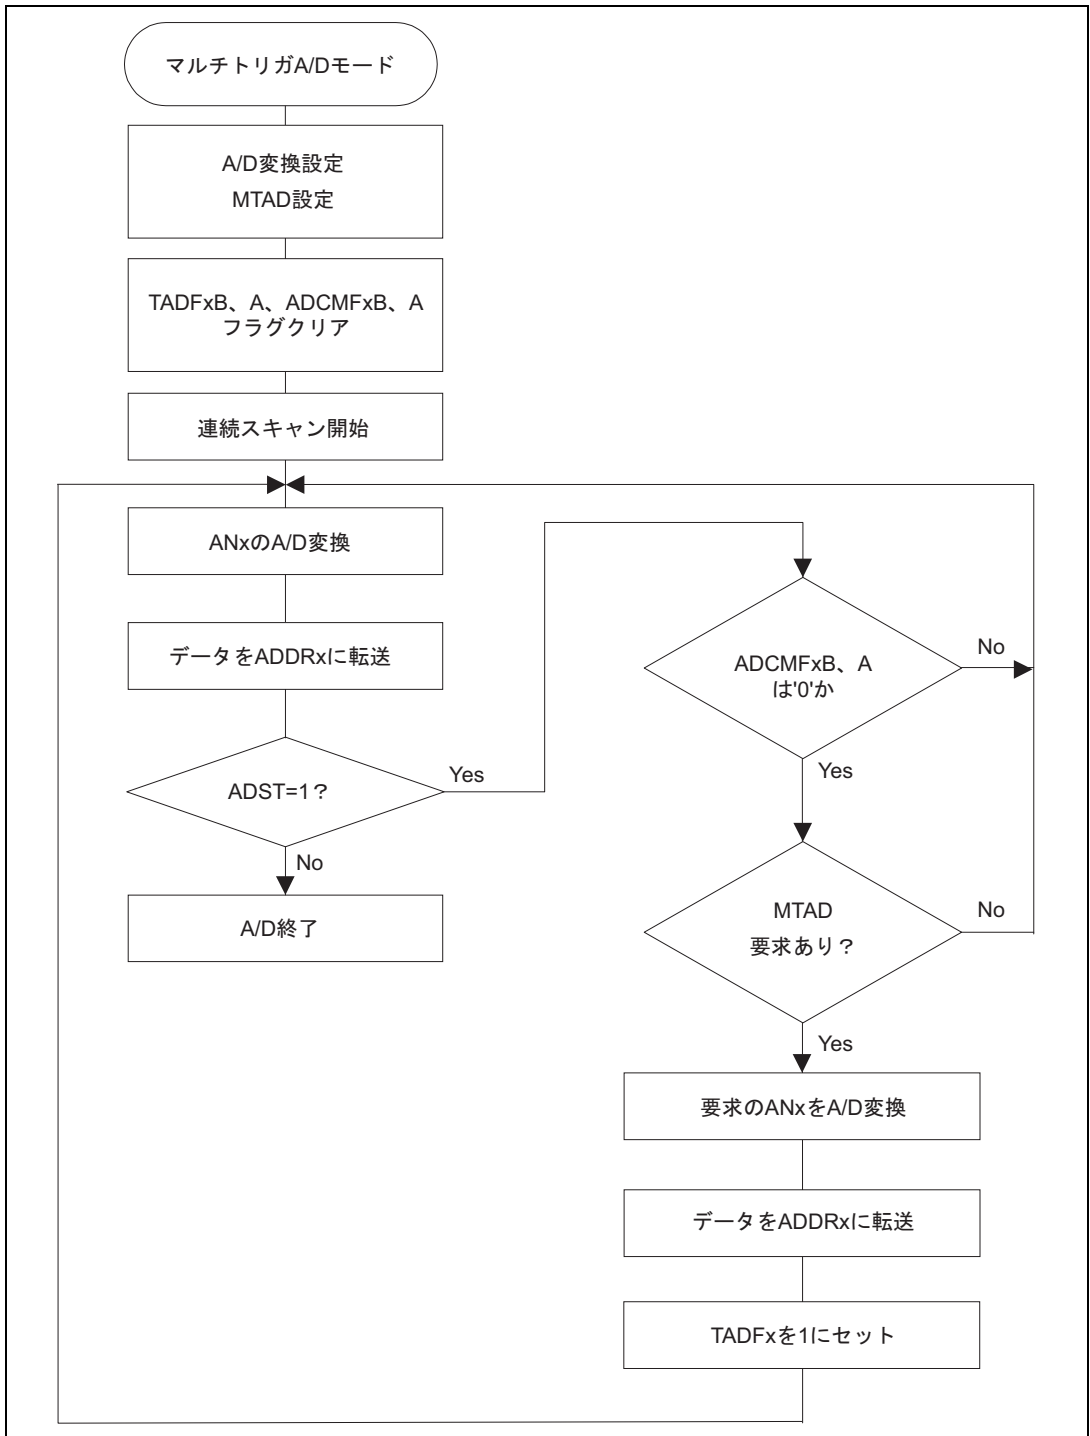 マルチトリガA/Dモード
A/D変換設定
MTAD設定
TADFxB、A、ADCMFxB、A
フラグクリア
連続スキャン開始
ANxのA/D変換
データをADDRxに転送
ADST=1？
Yes
No
A/D終了
ADCMFxB、A
は'0'か
No
Yes
MTAD
要求あり？
No
Yes
要求のANxをA/D変換
データをADDRxに転送
TADFxを1にセット